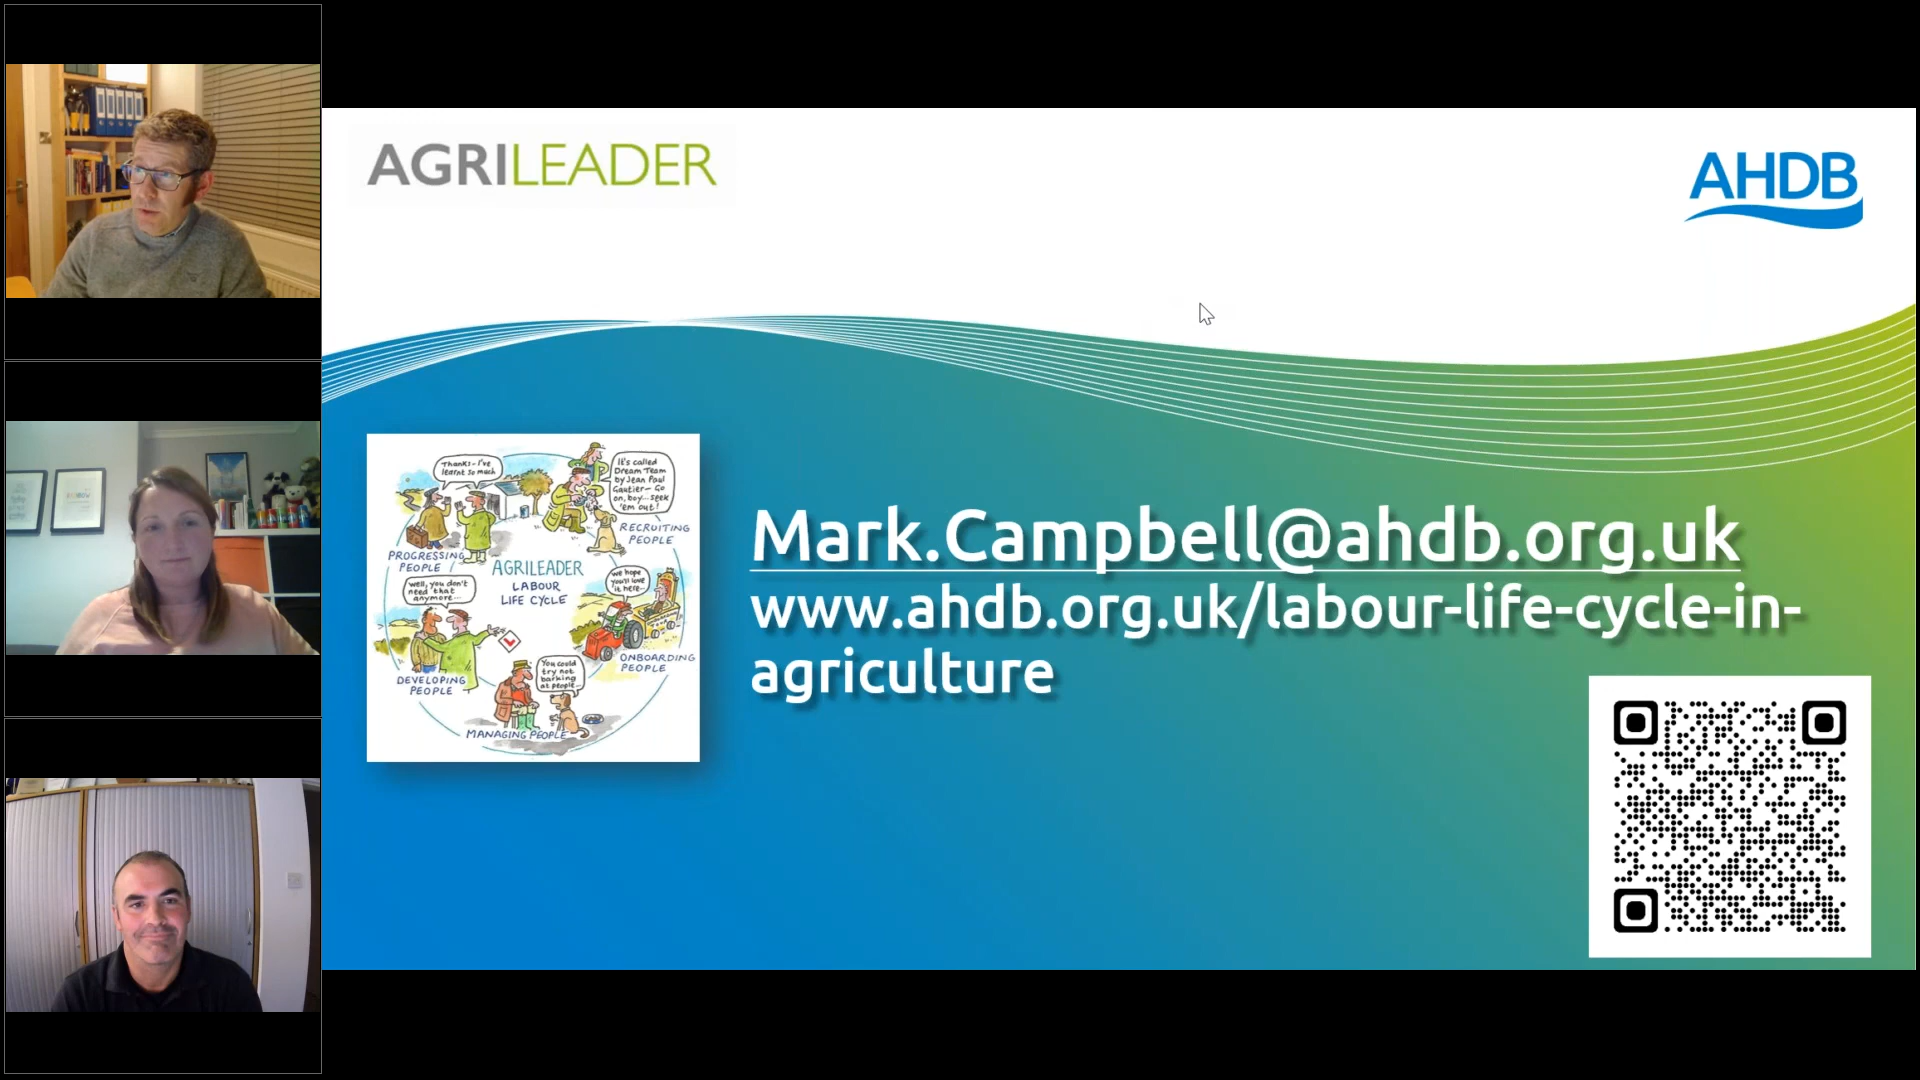 AGRILEADER
AHDB
Thanks - I've
learnt so much
It's called
Dream Team
by Jean Paul
Gautier - Go
on, boy... seek
'em out!
RECRUITING
PEOPLE
PROGRESSING
PEOPLE
AGRILEADER
LABOUR
LIFE CYCLE
we hope
you'll love
it here...
well, you don't
need that
anymore...
L
ONBOARDING
PEOPLE
You could
try not
barking
at people...
DEVELOPING
PEOPLE
MANAGING PEOPLE
Mark.Campbell@ahdb.org.uk
www.ahdb.org.uk/labour-life-cycle-in-
agriculture